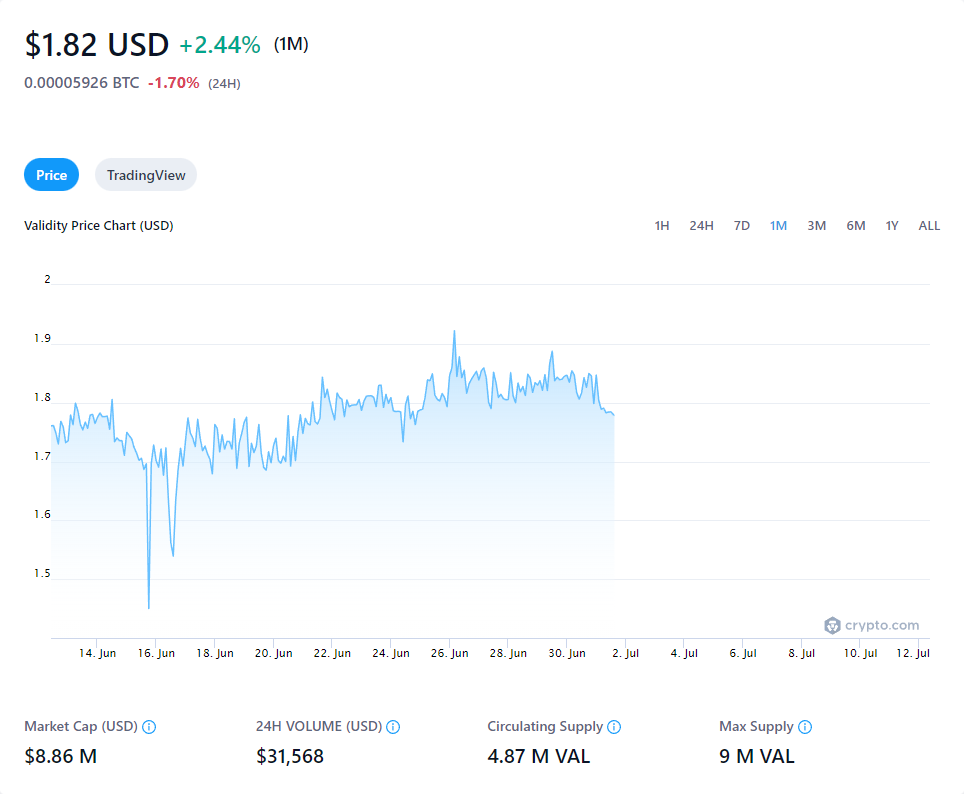 $1.82 USD +2.44% (1M)
0.00005926 BTC -1.70% (24H)
Price TradingView
Validity Price Chart (USD) 1H 24H 7D 1M 3M 6M 1Y ALL
2
1.9
1.8
1.7
1.6
1.5
crypto.com
14. Jun 16. Jun 18. Jun 20. Jun 22. Jun 24. Jun 26. Jun 28. Jun 30. Jun 2. Jul 4. Jul 6. Jul 8. Jul 10. Jul 12. Jul
Market Cap (USD) 24H VOLUME (USD) Circulating Supply Max Supply
$8.86 M $31,568 4.87 M VAL 9 M VAL